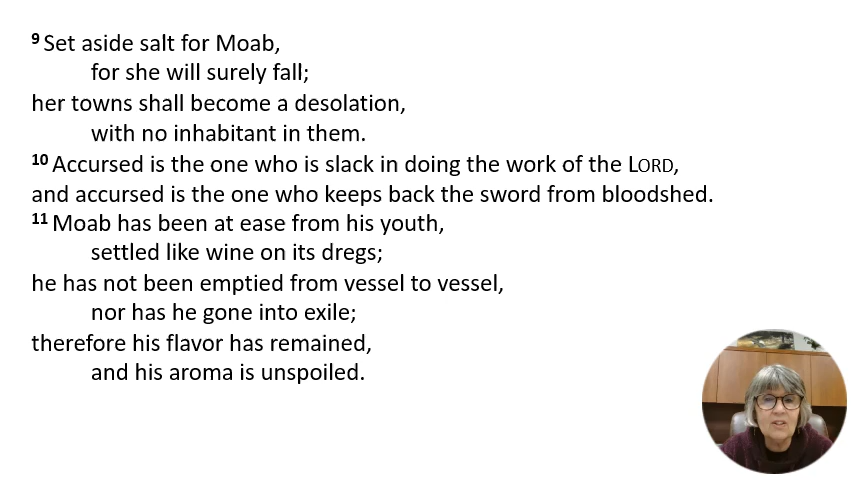 9 Set aside salt for Moab,
for she will surely fall;
her towns shall become a desolation,
with no inhabitant in them.
10 Accursed is the one who is slack in doing the work of the LORD,
and accursed is the one who keeps back the sword from bloodshed.
11 Moab has been at ease from his youth,
settled like wine on its dregs;
he has not been emptied from vessel to vessel,
nor has he gone into exile;
therefore his flavor has remained,
and his aroma is unspoiled.